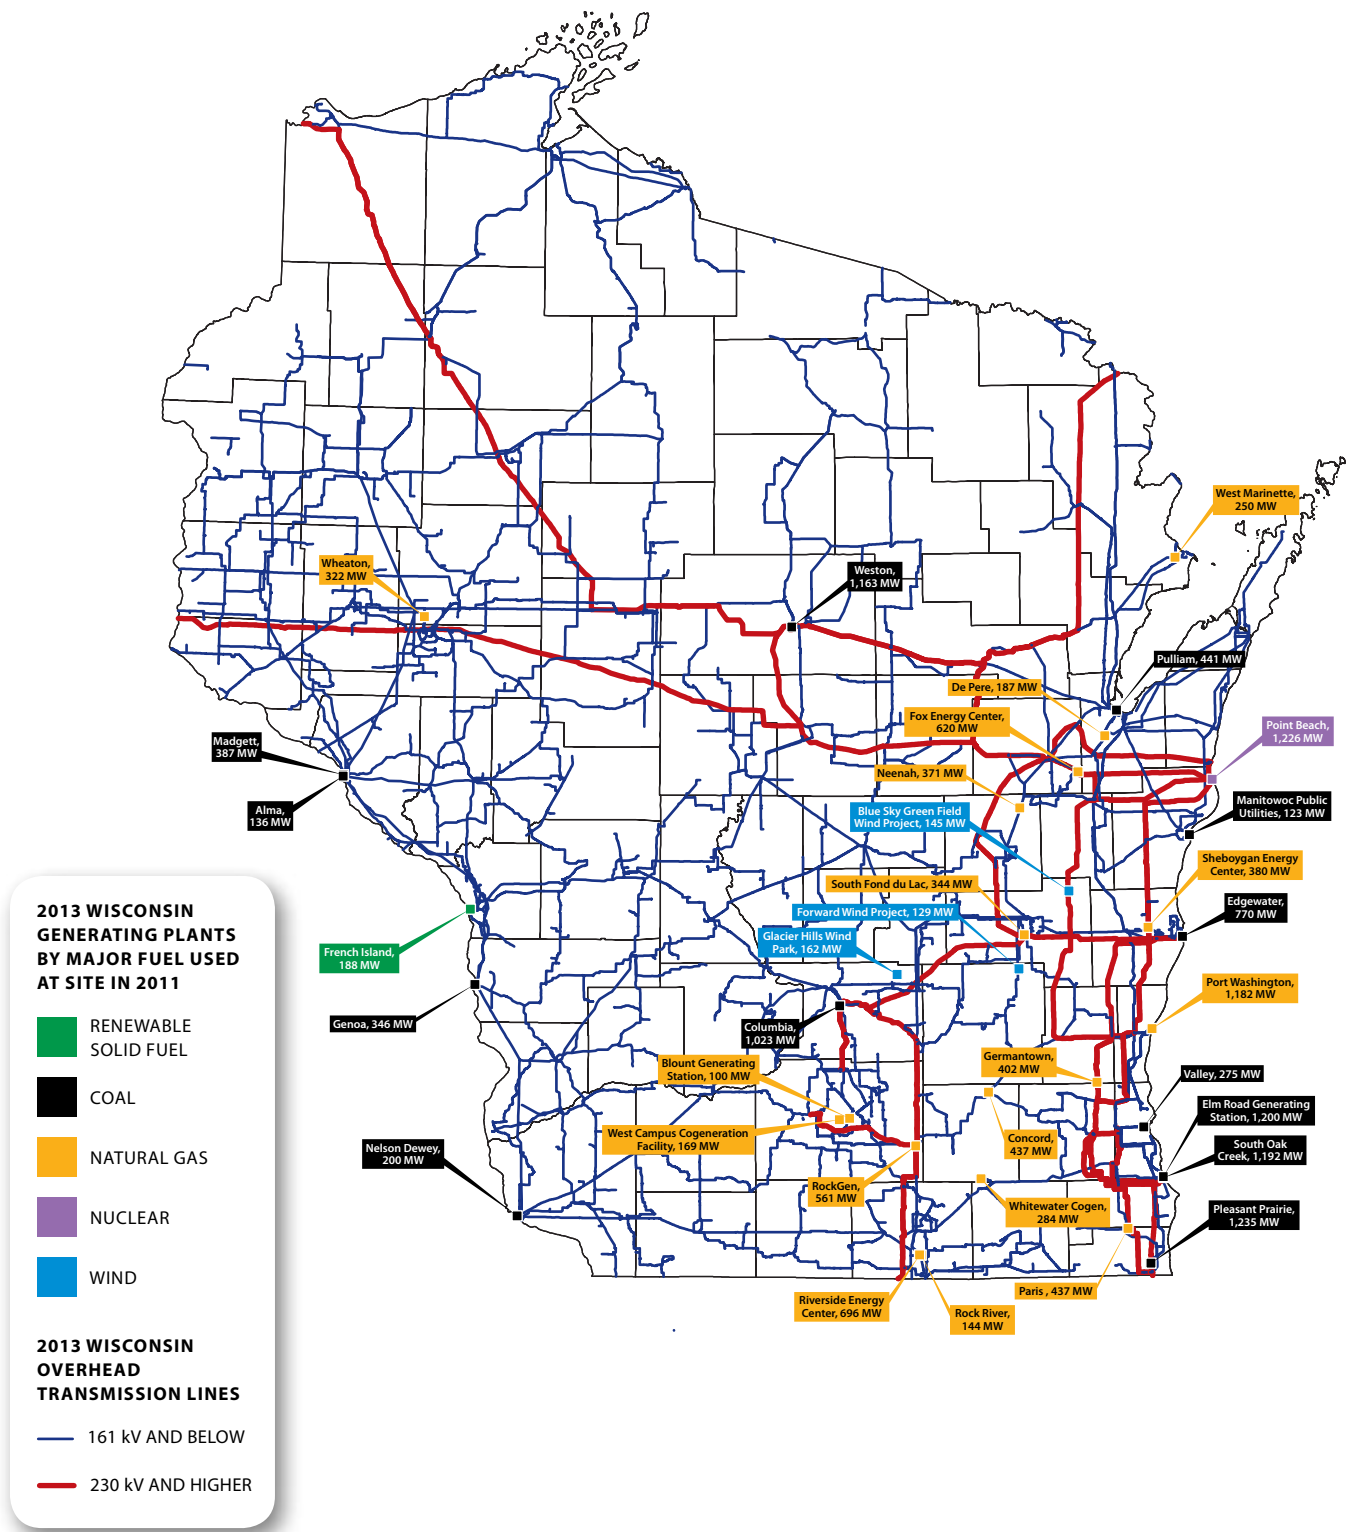 West Marinette,
250 MW
Wheaton,
322 MW
Weston,
1,163 MW
Pulliam, 441 MW
De Pere, 187 MW
Fox Energy Center,
620 MW
Point Beach,
1,226 MW
Madgett,
387 MW
Neenah, 371 MW
Alma,
136 MW
Blue Sky Green Field
Wind Project, 145 MW
Manitowoc Public
Utilities, 123 MW
Sheboygan Energy
Center, 380 MW
South Fond du Lac, 344 MW
Edgewater,
770 MW
Forward Wind Project, 129 MW
Glacier Hills Wind
Park, 162 MW
French Island,
188 MW
Port Washington,
1,182 MW
Genoa, 346 MW
Columbia,
1,023 MW
Germantown,
402 MW
Blount Generating
Station, 100 MW
Valley, 275 MW
Elm Road Generating
Station, 1,200 MW
West Campus Cogeneration
Facility, 169 MW
Concord,
437 MW
South Oak
Creek, 1,192 MW
Nelson Dewey,
200 MW
RockGen,
561 MW
Whitewater Cogen,
284 MW
Pleasant Prairie,
1,235 MW
Paris , 437 MW
Riverside Energy
Center, 696 MW
Rock River,
144 MW
2013 WISCONSIN
GENERATING PLANTS
BY MAJOR FUEL USED
AT SITE IN 2011
RENEWABLE
SOLID FUEL
COAL
NATURAL GAS
NUCLEAR
WIND
2013 WISCONSIN
OVERHEAD
TRANSMISSION LINES
161 kV AND BELOW
230 kV AND HIGHER